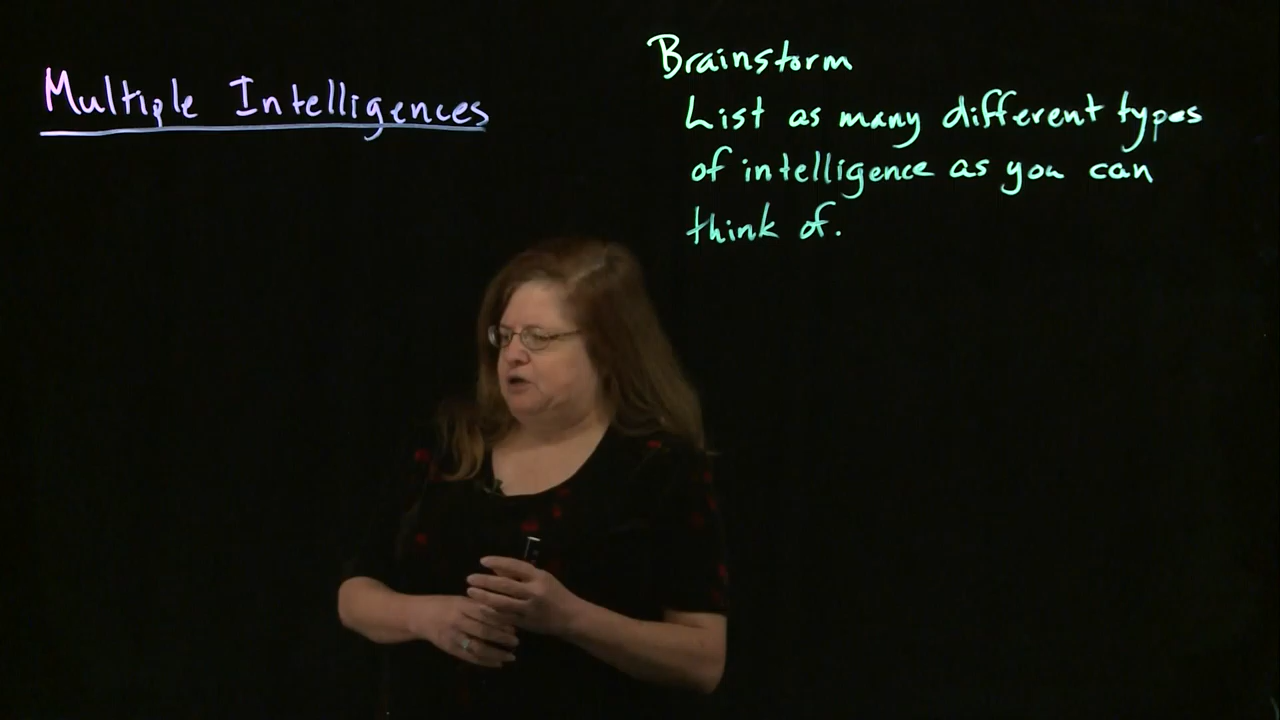 Multiple Intelligences
Brainstorm
List as many different types
of intelligence as you can
think of.